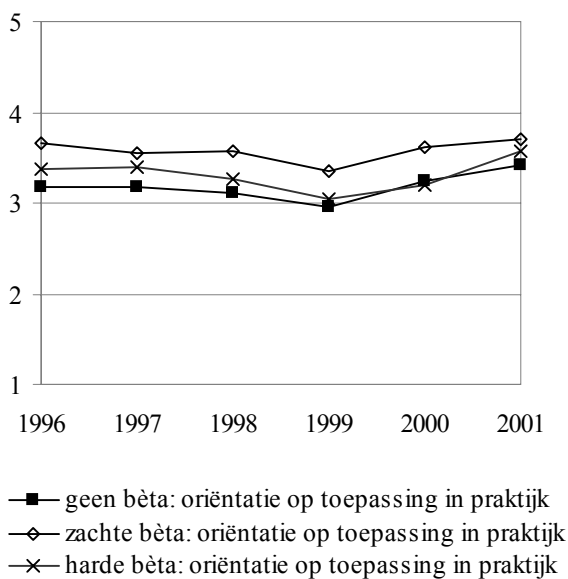 5
4
3
2
1
1996 1997 1998 1999 2000 2001
geen bèta: oriëntatie op toepassing in praktijk
zachte bèta: oriëntatie op toepassing in praktijk
harde bèta: oriëntatie op toepassing in praktijk